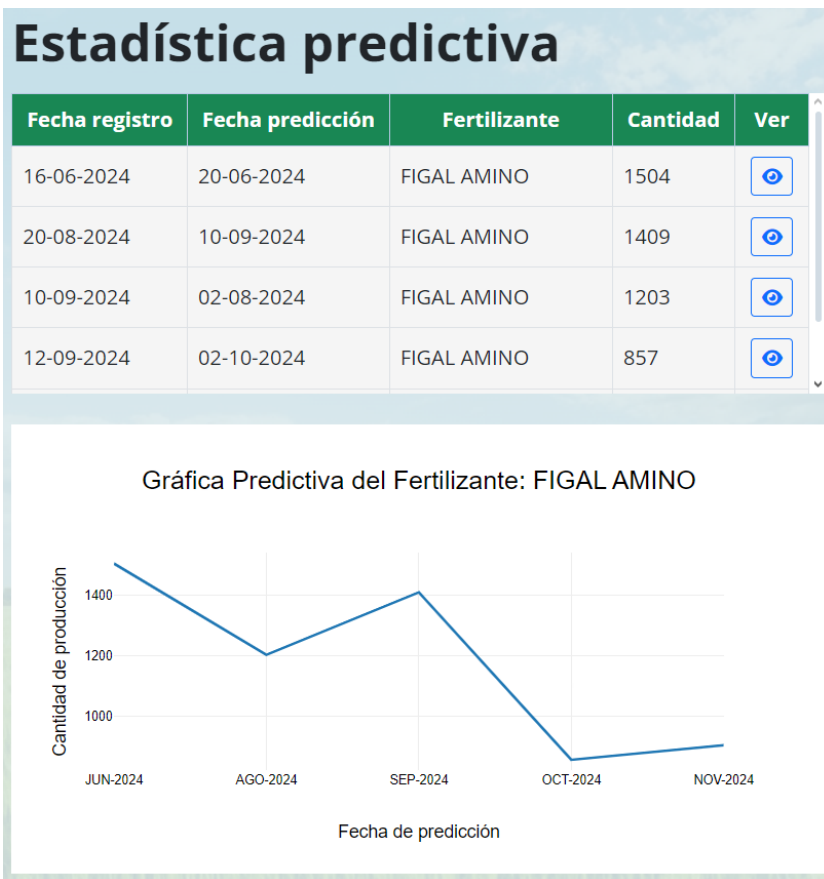 Estadística predictiva
Fecha registro Fecha predicción Fertilizante Cantidad Ver
16-06-2024 20-06-2024 FIGAL AMINO 1504
20-08-2024 10-09-2024 FIGAL AMINO 1409
10-09-2024 02-08-2024 FIGAL AMINO 1203
12-09-2024 02-10-2024 FIGAL AMINO 857
Gráfica Predictiva del Fertilizante: FIGAL AMINO
Cantidad de producción
1400
1200
1000
JUN-2024 AGO-2024 SEP-2024 OCT-2024 NOV-2024
Fecha de predicción